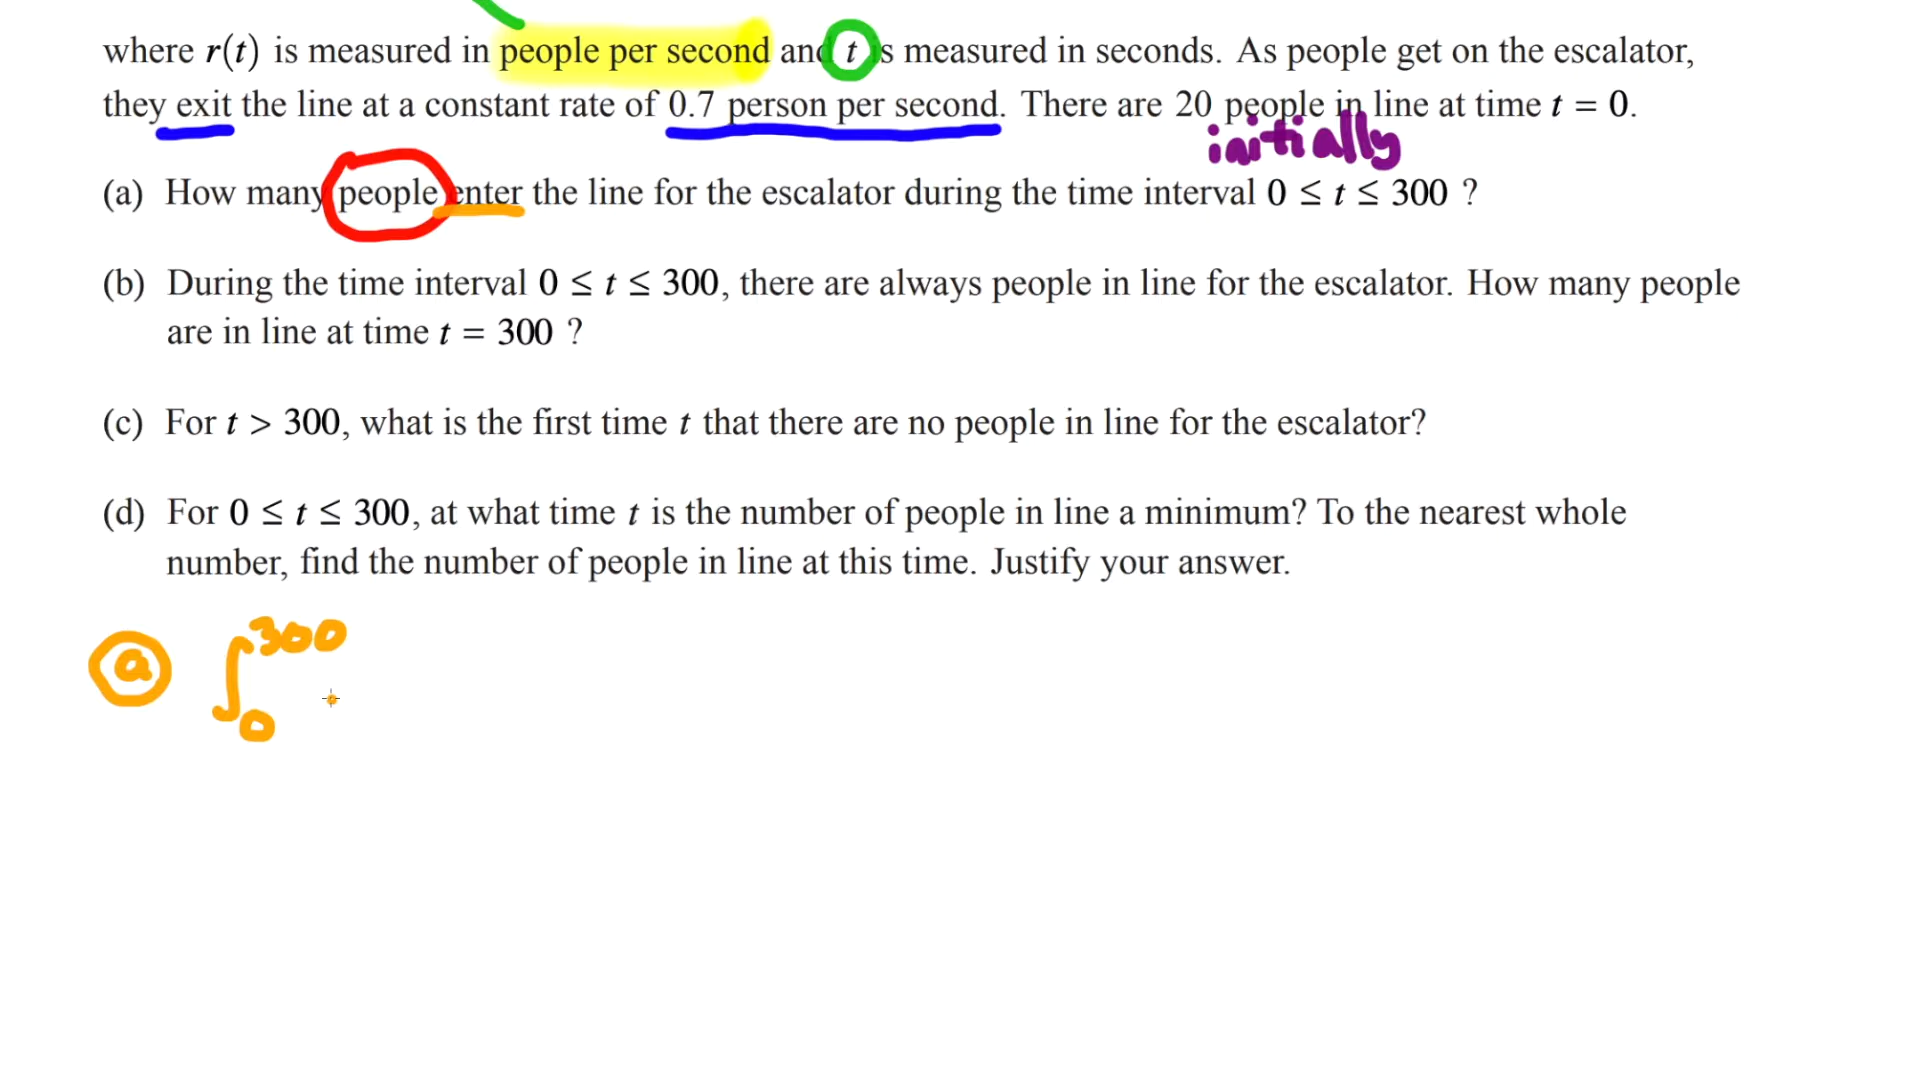 where r(t) is measured in people per second and t is measured in seconds. As people get on the escalator,
they exit the line at a constant rate of 0.7 person per second. There are 20 people in line at time t = 0.
initially
(a) How many people enter the line for the escalator during the time interval 0 ≤ t ≤ 300 ?
(b) During the time interval 0 ≤ t ≤ 300, there are always people in line for the escalator. How many people
are in line at time t = 300 ?
(c) For t > 300, what is the first time t that there are no people in line for the escalator?
(d) For 0 ≤ t ≤ 300, at what time t is the number of people in line a minimum? To the nearest whole
number, find the number of people in line at this time. Justify your answer.
ⓐ ∫₀³⁰⁰